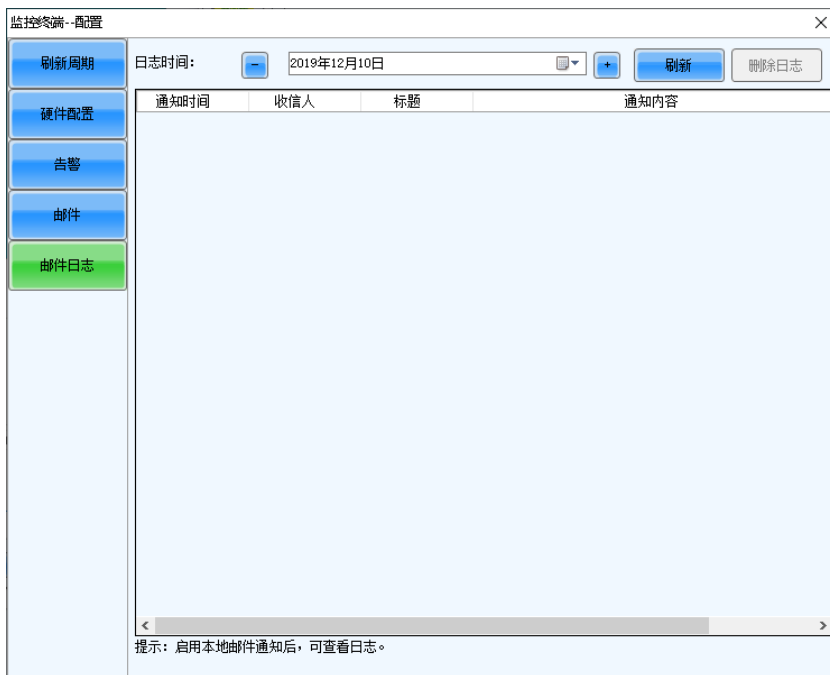 监控终端--配置
刷新周期
硬件配置
告警
邮件
邮件日志
日志时间： - 2019年12月10日 + 刷新 删除日志
通知时间 收信人 标题 通知内容
提示：启用本地邮件通知后，可查看日志。